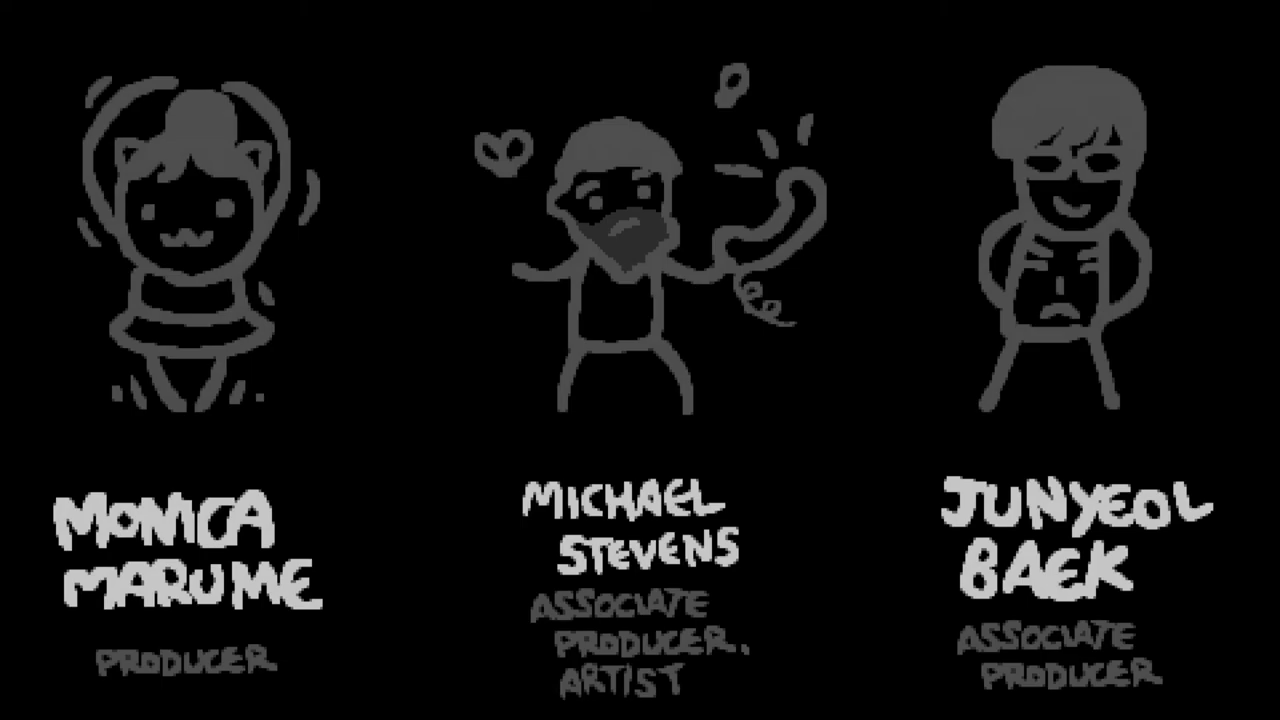 MONICA
MARUME
PRODUCER
MICHAEL
STEVENS
ASSOCIATE
PRODUCER.
ARTIST
JUNYEOL
BAEK
ASSOCIATE
PRODUCER